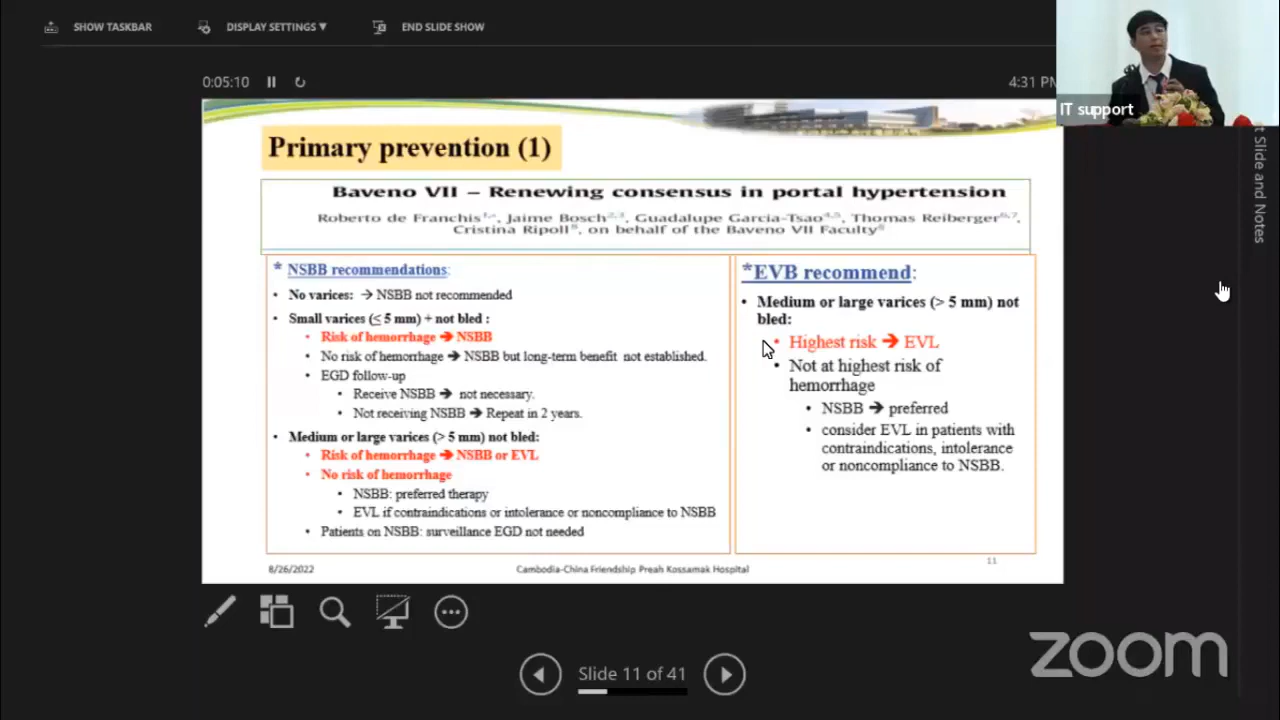 SHOW TASKBAR
DISPLAY SETTINGS ▼
END SLIDE SHOW
0:05:10
4:31 PM
IT support
t Slide and Notes
Primary prevention (1)
Baveno VII – Renewing consensus in portal hypertension
Roberto de Franchis, Jaime Bosch, Guadalupe Garcia-Tsao, Thomas Reiberger,
Cristina Ripoll, on behalf of the Baveno VII Faculty
* NSBB recommendations:
• No varices: → NSBB not recommended
• Small varices (≤ 5 mm) + not bled :
• Risk of hemorrhage ➔ NSBB
• No risk of hemorrhage ➔ NSBB but long-term benefit not established.
• EGD follow-up
• Receive NSBB ➔ not necessary.
• Not receiving NSBB ➔ Repeat in 2 years.
• Medium or large varices (> 5 mm) not bled:
• Risk of hemorrhage ➔ NSBB or EVL
• No risk of hemorrhage
• NSBB: preferred therapy
• EVL if contraindications or intolerance or noncompliance to NSBB
• Patients on NSBB: surveillance EGD not needed
*EVB recommend:
• Medium or large varices (> 5 mm) not
bled:
• Highest risk ➔ EVL
• Not at highest risk of
hemorrhage
• NSBB ➔ preferred
• consider EVL in patients with
contraindications, intolerance
or noncompliance to NSBB.
8/26/2022
Cambodia-China Friendship Preah Kossamak Hospital
11
Slide 11 of 41
zoom